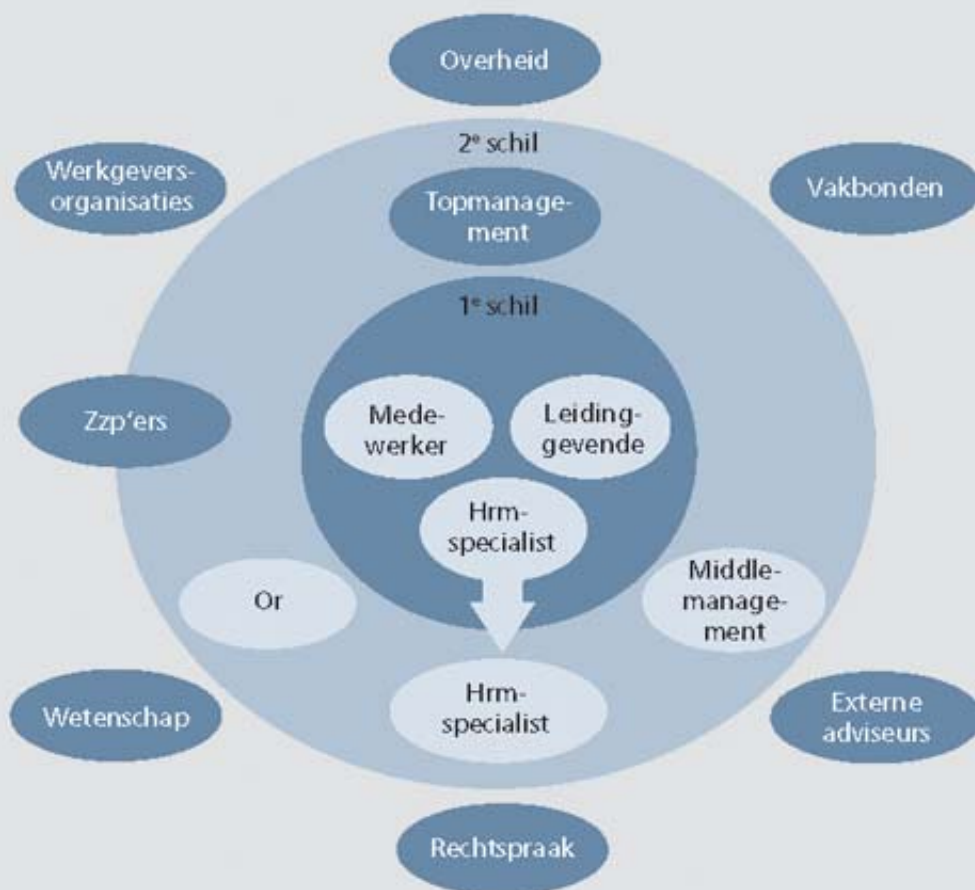 Overheid
2e schil
Werkgevers-
organisaties
Vakbonden
Topmanage-
ment
1e schil
Mede-
werker
Leiding-
gevende
Zzp'ers
Hrm-
specialist
Or
Middle-
manage-
ment
Hrm-
specialist
Wetenschap
Externe
adviseurs
Rechtspraak